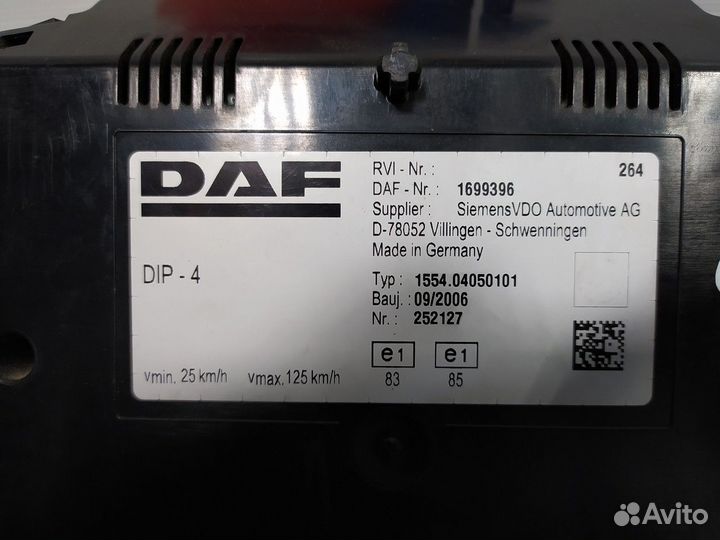 DAF
DIP - 4
vmin. 25 km/h vmax. 125 km/h
RVI - Nr. : 264
DAF - Nr. : 1699396
Supplier : SiemensVDO Automotive AG
D-78052 Villingen - Schwenningen
Made in Germany
Typ : 1554.04050101
Bauj. : 09/2006
Nr. : 252127
e1 e1
83 85
Avito